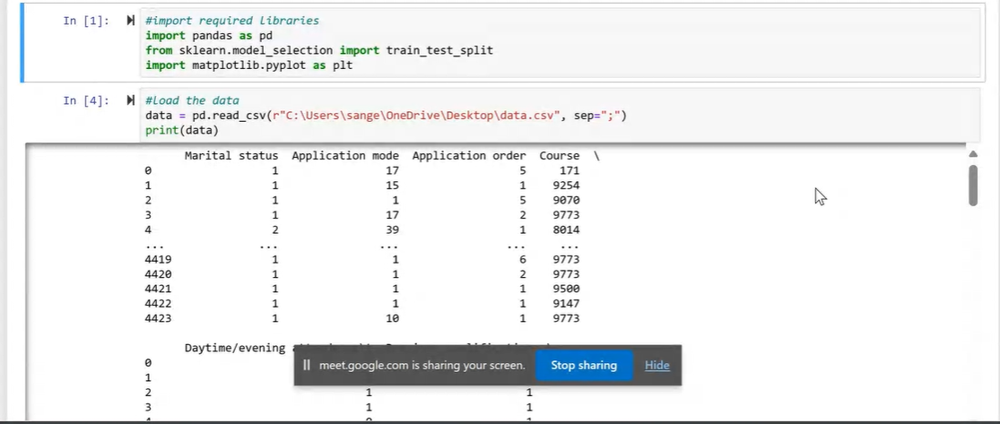 In [1]: #import required libraries
import pandas as pd
from sklearn.model_selection import train_test_split
import matplotlib.pyplot as plt
In [4]: #load the data
data = pd.read_csv(r"C:\Users\sange\OneDrive\Desktop\data.csv", sep=";")
print(data)
Marital status Application mode Application order Course \
0 1 17 5 171
1 1 15 1 9254
2 1 1 5 9070
3 1 17 2 9773
4 2 39 1 8014
... ... ... ... ...
4419 1 1 6 9773
4420 1 1 2 9773
4421 1 1 1 9500
4422 1 1 1 9147
4423 1 10 1 9773
Daytime/evening
0
meet.google.com is sharing your screen. Stop sharing Hide
1
2 1 1
3 1 1